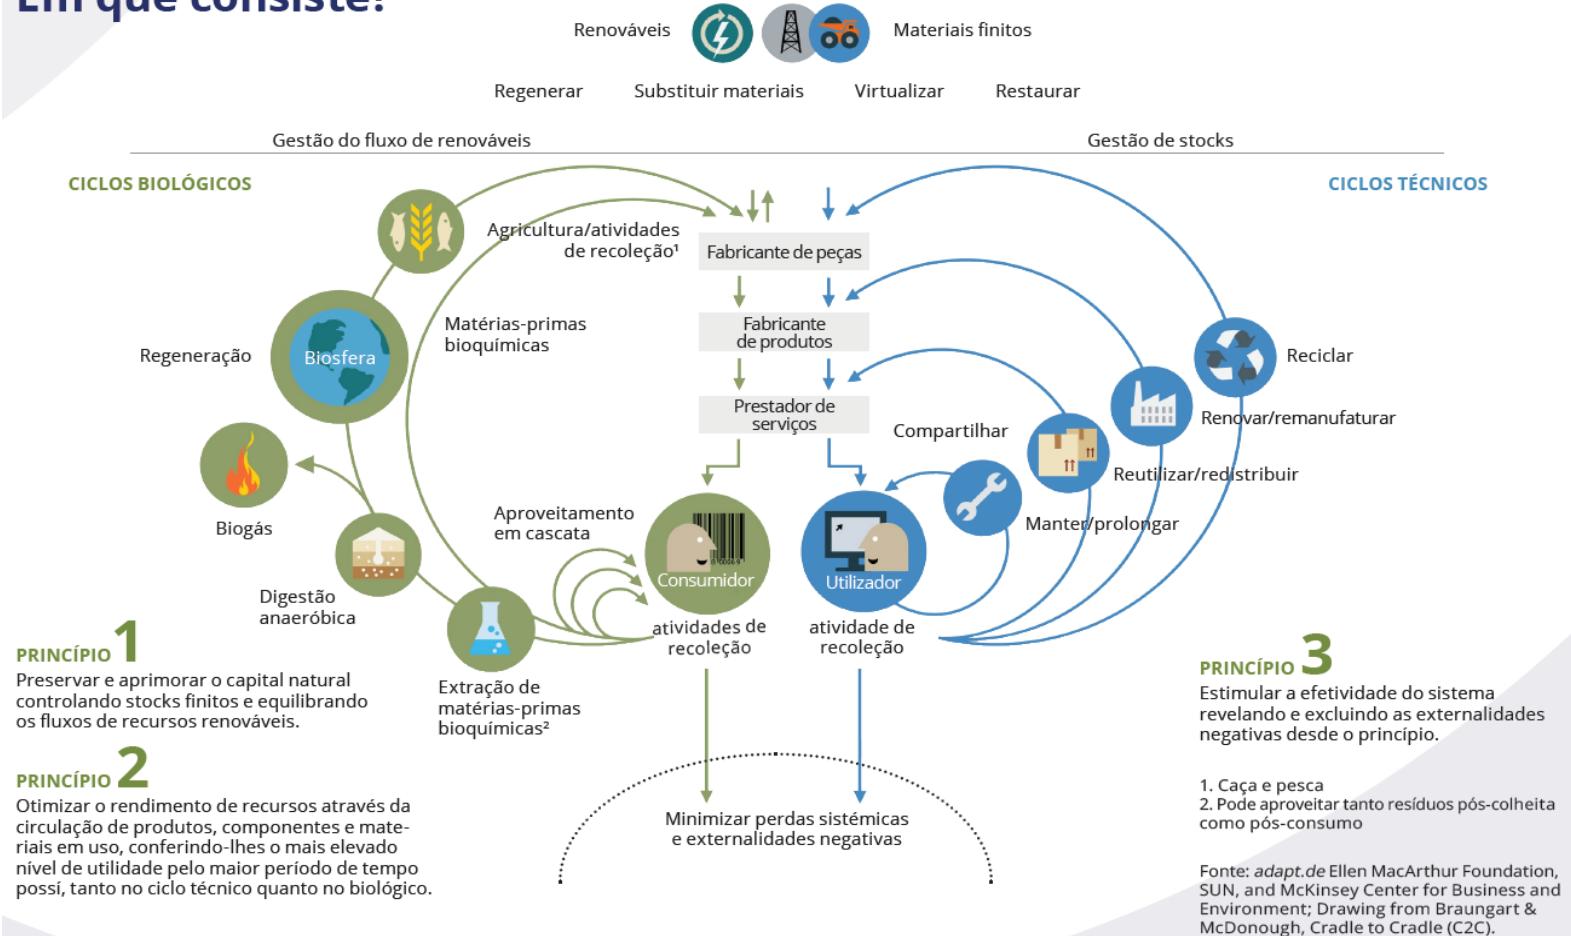 Em que consiste?
Renováveis
Materiais finitos
Regenerar
Substituir materiais
Virtualizar
Restaurar
Gestão do fluxo de renováveis
Gestão de stocks
CICLOS BIOLÓGICOS
CICLOS TÉCNICOS
Agricultura/atividades
de recoleção¹
Fabricante de peças
Matérias-primas
bioquímicas
Fabricante
de produtos
Regeneração
Biosfera
Reciclar
Prestador de
serviços
Compartilhar
Renovar/remanufaturar
Reutilizar/redistribuir
Biogás
Aproveitamento
em cascata
Manter/prolongar
Consumidor
Utilizador
Digestão
anaeróbica
atividades de
recoleção
atividade de
recoleção
Extração de
matérias-primas
bioquímicas²
PRINCÍPIO 1
Preservar e aprimorar o capital natural
controlando stocks finitos e equilibrando
os fluxos de recursos renováveis.
PRINCÍPIO 2
Otimizar o rendimento de recursos através da
circulação de produtos, componentes e mate-
riais em uso, conferindo-lhes o mais elevado
nível de utilidade pelo maior período de tempo
possí, tanto no ciclo técnico quanto no biológico.
Minimizar perdas sistémicas
e externalidades negativas
PRINCÍPIO 3
Estimular a efetividade do sistema
revelando e excluindo as externalidades
negativas desde o princípio.
1. Caça e pesca
2. Pode aproveitar tanto resíduos pós-colheita
como pós-consumo
Fonte: adapt.de Ellen MacArthur Foundation,
SUN, and McKinsey Center for Business and
Environment; Drawing from Braungart &
McDonough, Cradle to Cradle (C2C).